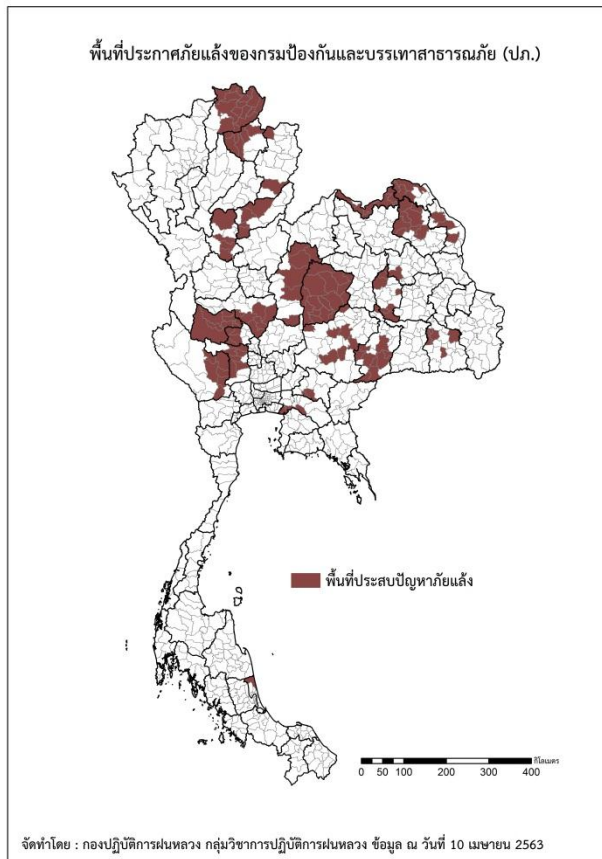 พื้นที่ประกาศภัยแล้งของกรมป้องกันและบรรเทาสาธารณภัย (ปภ.)
พื้นที่ประสบปัญหาภัยแล้ง
กิโลเมตร
0 50 100 200 300 400
จัดทำโดย : กองปฏิบัติการฝนหลวง กลุ่มวิชาการปฏิบัติการฝนหลวง ข้อมูล ณ วันที่ 10 เมษายน 2563